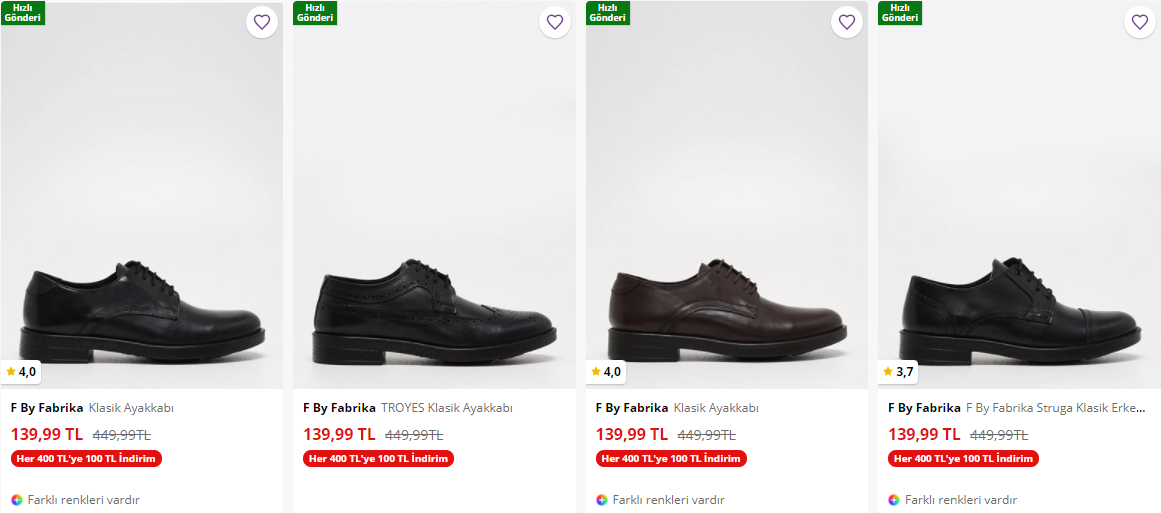 Hızlı
Gönderi
4,0
F By Fabrika Klasik Ayakkabı
139,99 TL 449,99TL
Her 400 TL'ye 100 TL İndirim
Farklı renkleri vardır
Hızlı
Gönderi
F By Fabrika TROYES Klasik Ayakkabı
139,99 TL 449,99TL
Her 400 TL'ye 100 TL İndirim
Hızlı
Gönderi
4,0
F By Fabrika Klasik Ayakkabı
139,99 TL 449,99TL
Her 400 TL'ye 100 TL İndirim
Farklı renkleri vardır
Hızlı
Gönderi
3,7
F By Fabrika F By Fabrika Struga Klasik Erke...
139,99 TL 449,99TL
Her 400 TL'ye 100 TL İndirim
Farklı renkleri vardır